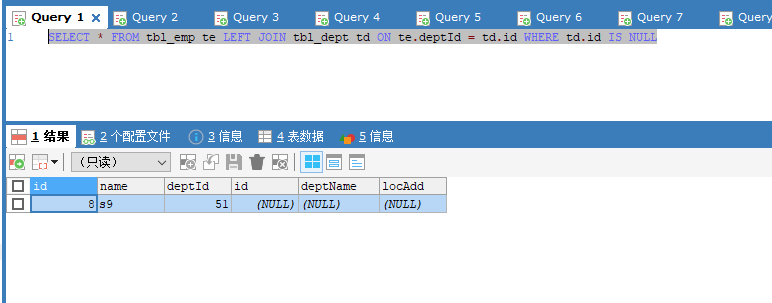 Query 1 Query 2 Query 3 Query 4 Query 5 Query 6 Query 7 Query
1 SELECT * FROM tbl_emp te LEFT JOIN tbl_dept td ON te.deptId = td.id WHERE td.id IS NULL
1 结果 2 个配置文件 3 信息 4 表数据 5 信息
（只读）
id name deptId id deptName locAdd
8 s9 51 (NULL) (NULL) (NULL)